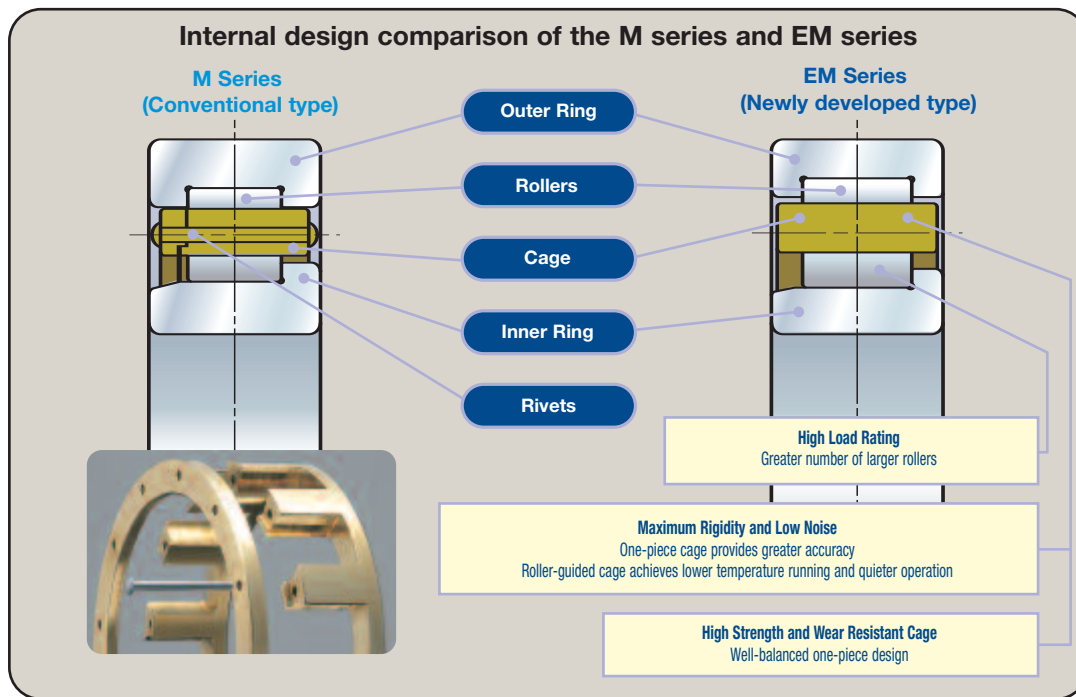 Internal design comparison of the M series and EM series
M Series
(Conventional type)
EM Series
(Newly developed type)
Outer Ring
Rollers
Cage
Inner Ring
Rivets
High Load Rating
Greater number of larger rollers
Maximum Rigidity and Low Noise
One-piece cage provides greater accuracy
Roller-guided cage achieves lower temperature running and quieter operation
High Strength and Wear Resistant Cage
Well-balanced one-piece design